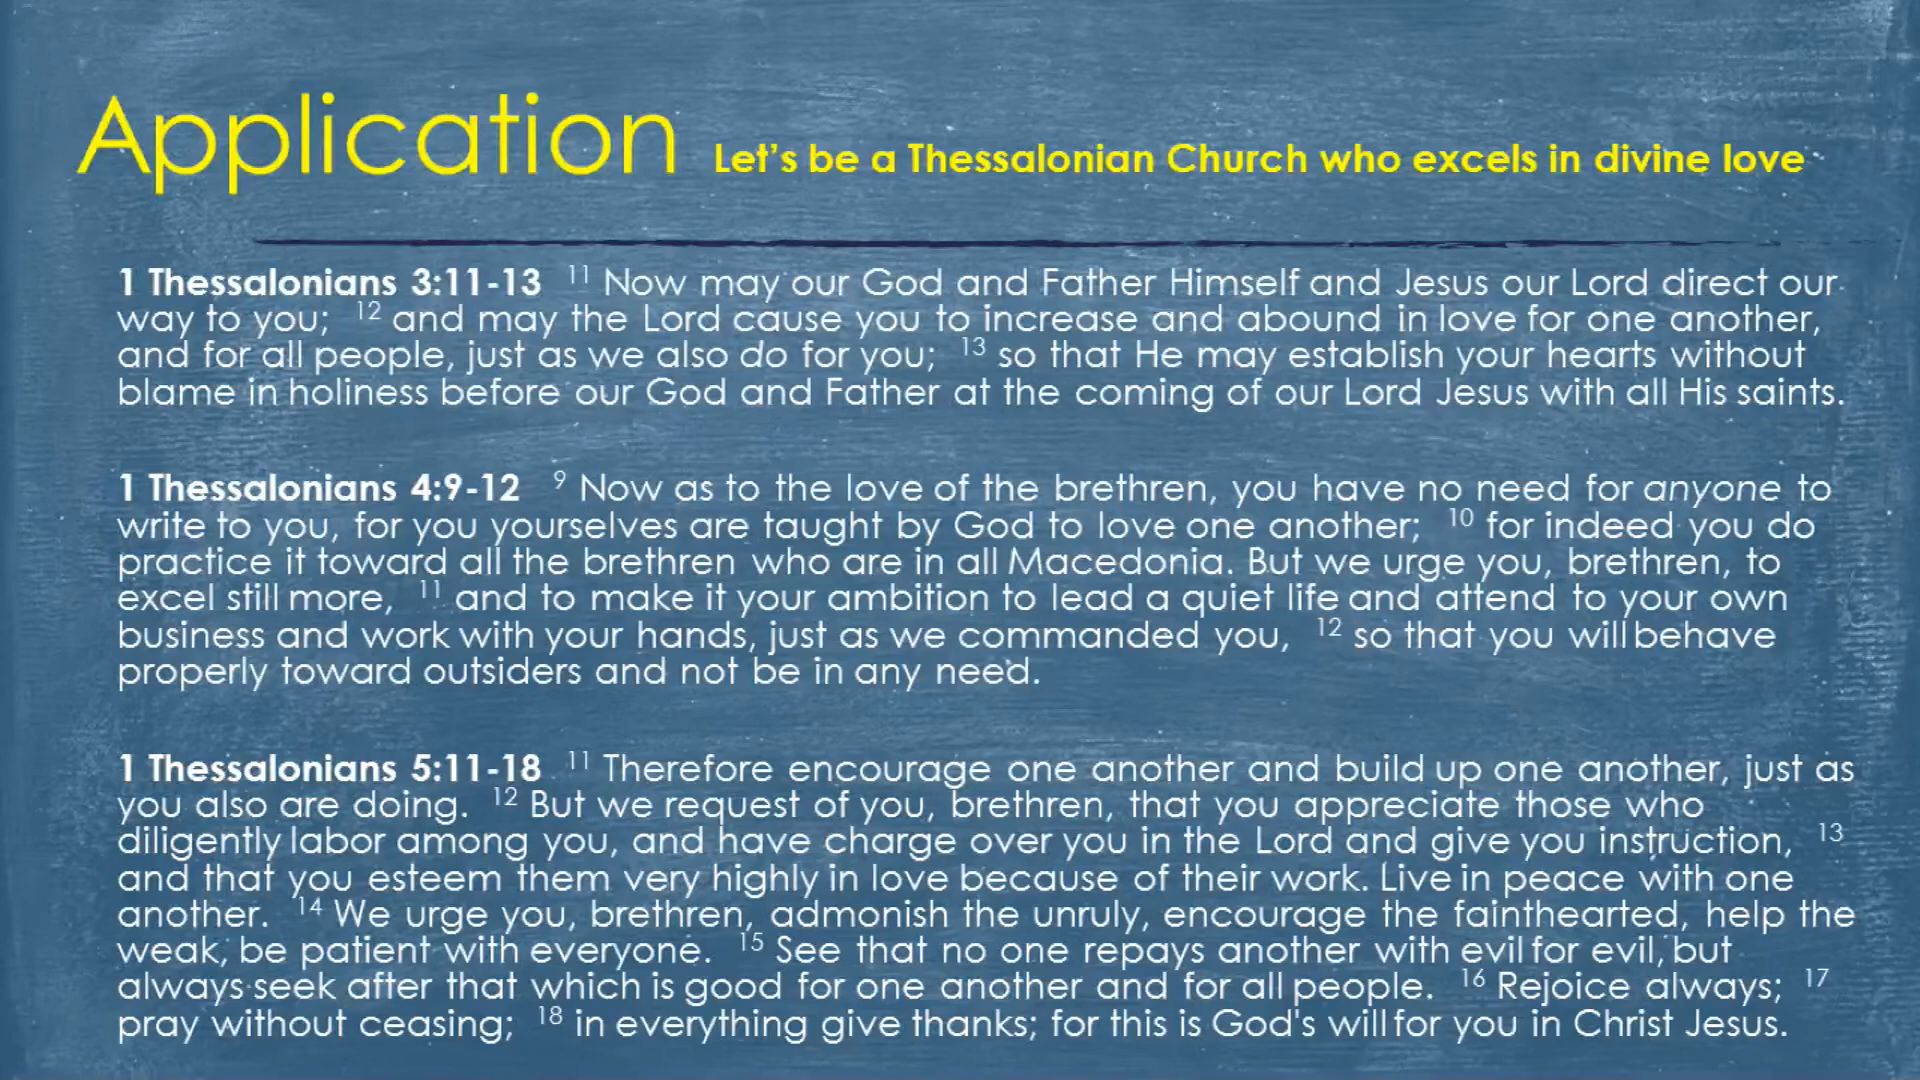 Application Let’s be a Thessalonian Church who excels in divine love
1 Thessalonians 3:11-13 11 Now may our God and Father Himself and Jesus our Lord direct our
way to you; 12 and may the Lord cause you to increase and abound in love for one another,
and for all people, just as we also do for you; 13 so that He may establish your hearts without
blame in holiness before our God and Father at the coming of our Lord Jesus with all His saints.
1 Thessalonians 4:9-12 9 Now as to the love of the brethren, you have no need for anyone to
write to you, for you yourselves are taught by God to love one another; 10 for indeed you do
practice it toward all the brethren who are in all Macedonia. But we urge you, brethren, to
excel still more, 11 and to make it your ambition to lead a quiet life and attend to your own
business and work with your hands, just as we commanded you, 12 so that you will behave
properly toward outsiders and not be in any need.
1 Thessalonians 5:11-18 11 Therefore encourage one another and build up one another, just as
you also are doing. 12 But we request of you, brethren, that you appreciate those who
diligently labor among you, and have charge over you in the Lord and give you instruction, 13
and that you esteem them very highly in love because of their work. Live in peace with one
another. 14 We urge you, brethren, admonish the unruly, encourage the fainthearted, help the
weak, be patient with everyone. 15 See that no one repays another with evil for evil, but
always seek after that which is good for one another and for all people. 16 Rejoice always; 17
pray without ceasing; 18 in everything give thanks; for this is God's will for you in Christ Jesus.